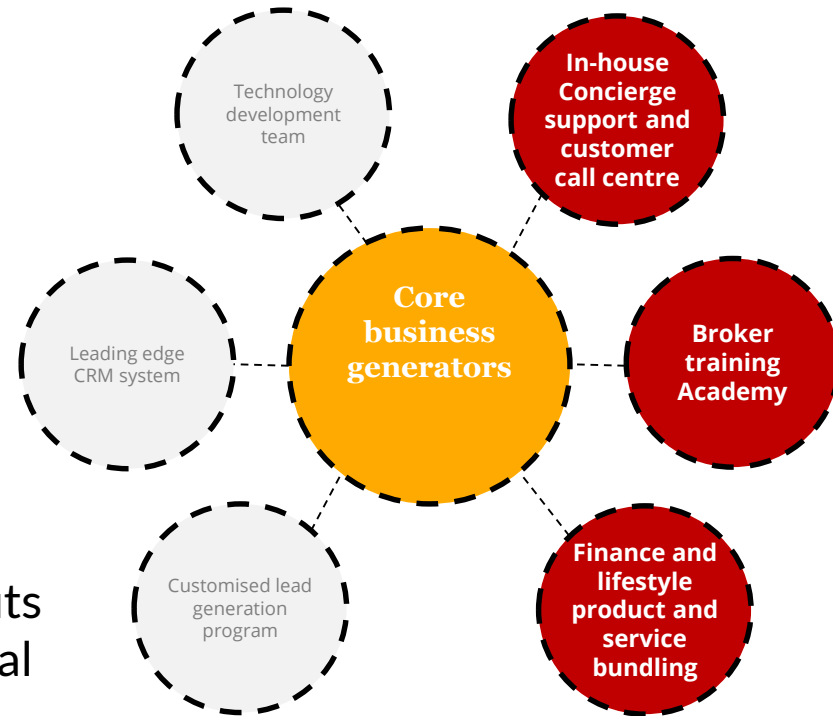 Technology
development
team
In-house
Concierge
support and
customer
call centre
Core
business
generators
Leading edge
CRM system
Broker
training
Academy
Customised lead
generation
program
Finance and
lifestyle
product and
service
bundling